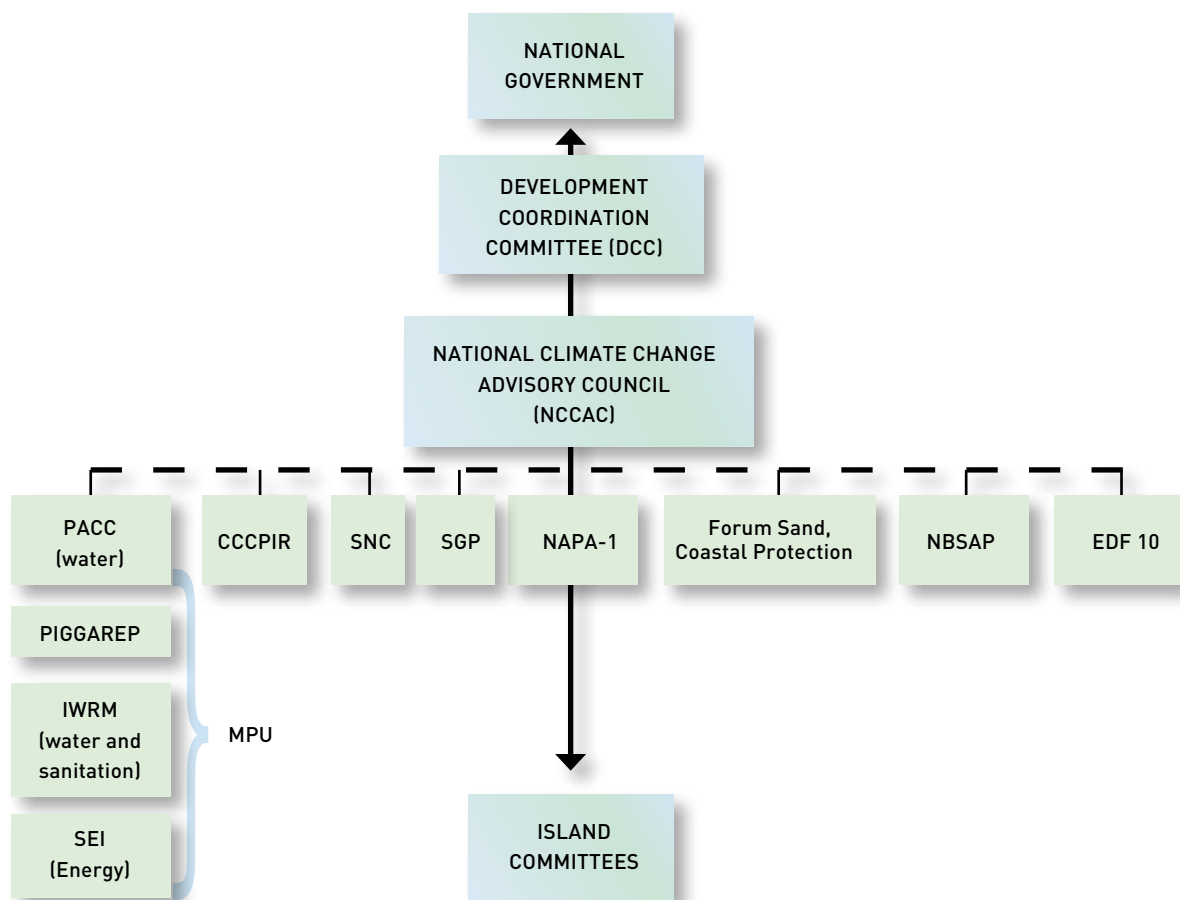 NATIONAL
GOVERNMENT
DEVELOPMENT
COORDINATION
COMMITTEE (DCC)
NATIONAL CLIMATE CHANGE
ADVISORY COUNCIL
(NCCAC)
PACC
(water)
CCCPIR
SNC
SGP
NAPA-1
Forum Sand,
Coastal Protection
NBSAP
EDF 10
PIGGAREP
IWRM
(water and
sanitation)
SEI
(Energy)
MPU
ISLAND
COMMITTEES